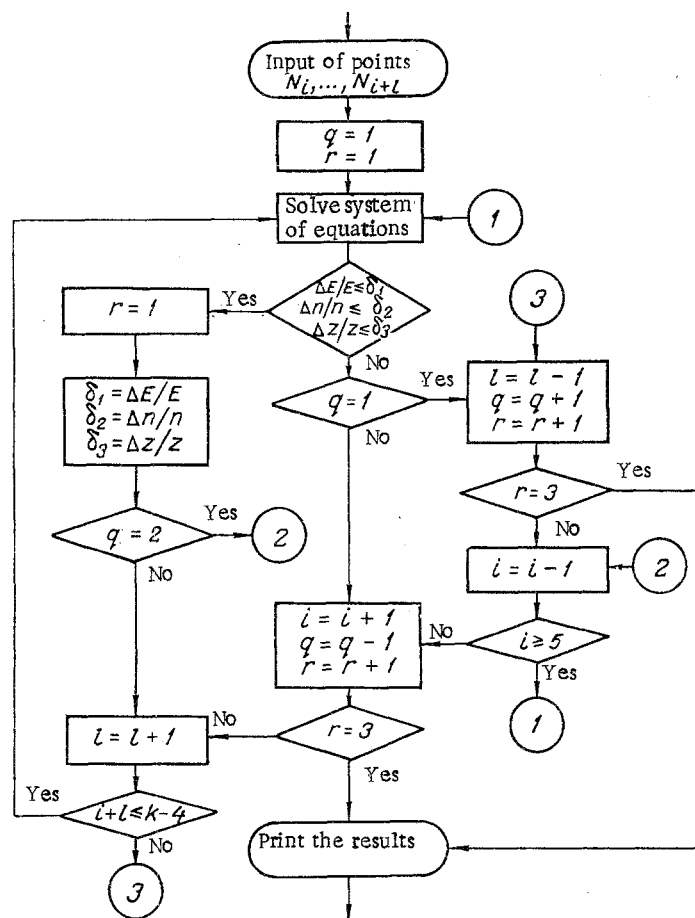 Input of points
N_i,..., N_{i+l}
q = 1
r = 1
Solve system
of equations
1
ΔE/E ≤ δ₁
Δn/n ≤ δ₂
Δz/z ≤ δ₃
Yes
r = 1
No
3
δ₁ = ΔE/E
δ₂ = Δn/n
δ₃ = Δz/z
q = 1
Yes
l = l - 1
q = q + 1
r = r + 1
No
r = 3
Yes
No
q = 2
Yes
2
No
i = i - 1
2
i = i + 1
q = q - 1
r = r + 1
No
i ≥ 5
Yes
1
l = l + 1
No
r = 3
Yes
Yes
i+l ≤ k-4
No
3
Print the results